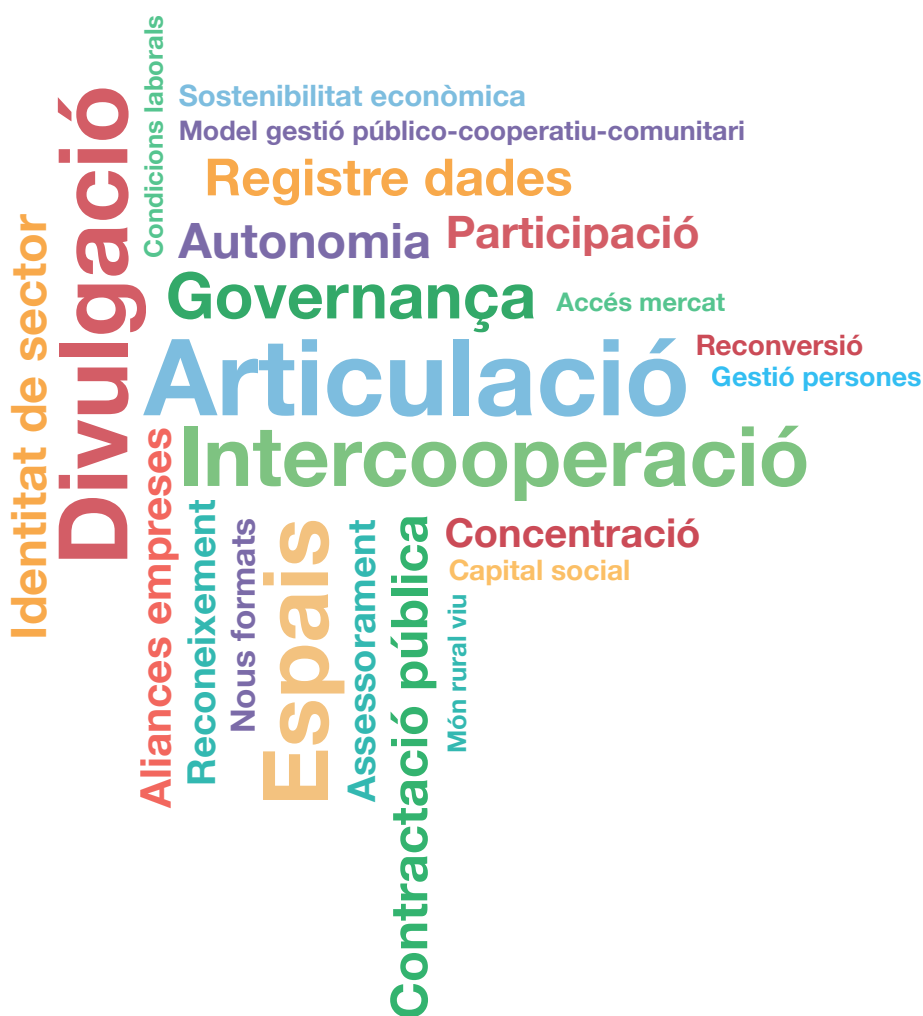 Condicions laborals
Sostenibilitat econòmica
Model gestió público-cooperatiu-comunitari
Registre dades
Autonomia
Participació
Governança
Accés mercat
Identitat de sector
Divulgació
Articulació
Reconversió
Gestió persones
Intercooperació
Aliances empreses
Reconeixement
Nous formats
Espais
Assessorament
Contractació pública
Concentració
Capital social
Món rural viu